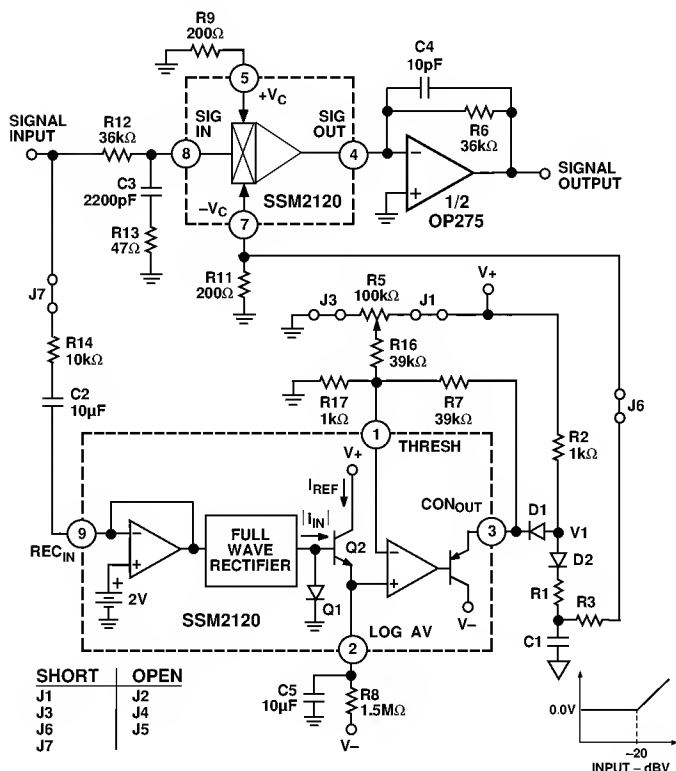 R9
200Ω
5
+VC
C4
10pF
R6
36kΩ
SIGNAL
INPUT
R12
36kΩ
8
SIG
IN
SIG
OUT
4
−
+
1/2
OP275
SIGNAL
OUTPUT
C3
2200pF
R13
47Ω
−VC
SSM2120
7
R11
200Ω
J7
R14
10kΩ
C2
10μF
J3
R5
100kΩ
J1
V+
R16
39kΩ
R17
1kΩ
R7
39kΩ
R2
1kΩ
J6
1
THRESH
V+
IREF
|iIN|
CONOUT
3
D1
V1
D2
R1
R3
C1
9
RECIN
−
+
+
2V
FULL
WAVE
RECTIFIER
Q2
Q1
−
+
V−
SSM2120
LOG AV
2
C5
10μF
R8
1.5MΩ
V−
SHORT OPEN
J1 J2
J3 J4
J6 J5
J7
0.0V
−20
INPUT – dBV